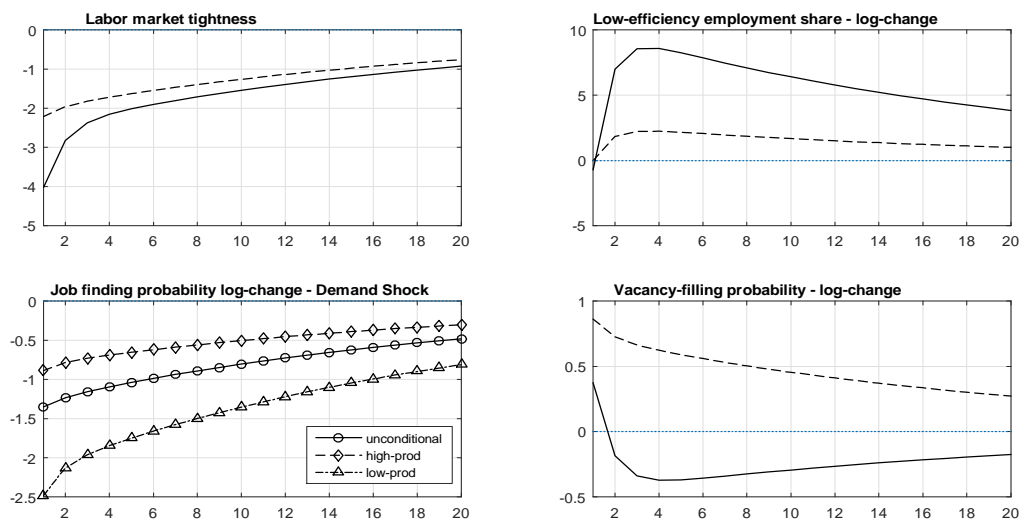 Labor market tightness
0
-1
-2
-3
-4
-5
2 4 6 8 10 12 14 16 18 20
Low-efficiency employment share - log-change
10
5
0
-5
2 4 6 8 10 12 14 16 18 20
Job finding probability log-change - Demand Shock
0
-0.5
-1
-1.5
-2
-2.5
unconditional
high-prod
low-prod
2 4 6 8 10 12 14 16 18 20
Vacancy-filling probability - log-change
1
0.5
0
-0.5
2 4 6 8 10 12 14 16 18 20